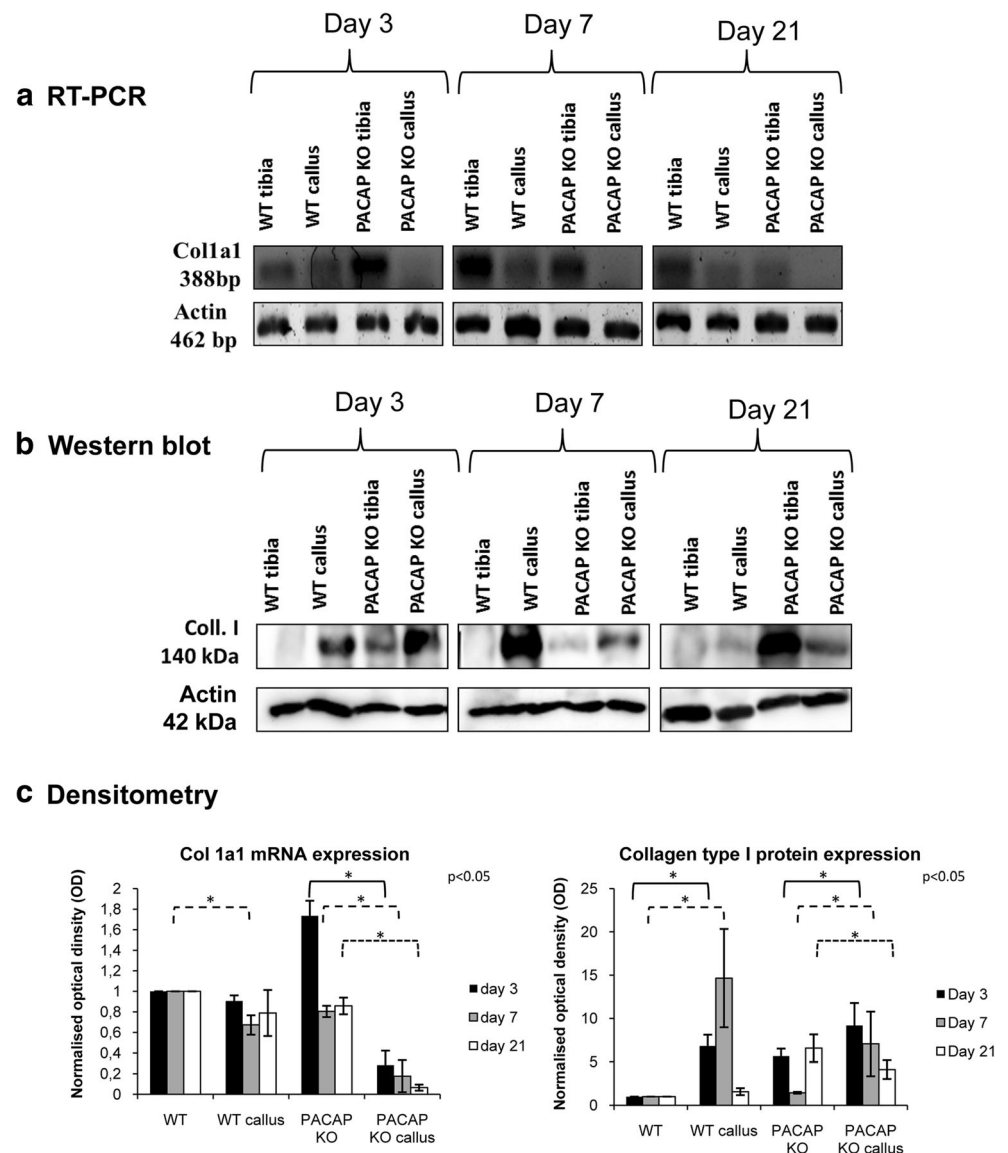 Day 3
Day 7
Day 21
a RT-PCR
WT tibia
WT callus
PACAP KO tibia
PACAP KO callus
WT tibia
WT callus
PACAP KO tibia
PACAP KO callus
WT tibia
WT callus
PACAP KO tibia
PACAP KO callus
Col1a1
388bp
Actin
462 bp
Day 3
Day 7
Day 21
b Western blot
WT tibia
WT callus
PACAP KO tibia
PACAP KO callus
WT tibia
WT callus
PACAP KO tibia
PACAP KO callus
WT tibia
WT callus
PACAP KO tibia
PACAP KO callus
Coll. I
140 kDa
Actin
42 kDa
c Densitometry
Col 1a1 mRNA expression
p<0.05
Normalised optical dinsity (OD)
2
1,8
1,6
1,4
1,2
1
0,8
0,6
0,4
0,2
0
*
*
*
*
day 3
day 7
day 21
WT
WT callus
PACAP
KO
PACAP
KO callus
Collagen type I protein expression
p<0.05
Normalised optical density (OD)
25
20
15
10
5
0
*
*
*
*
*
Day 3
Day 7
Day 21
WT
WT callus
PACAP
KO
PACAP
KO callus